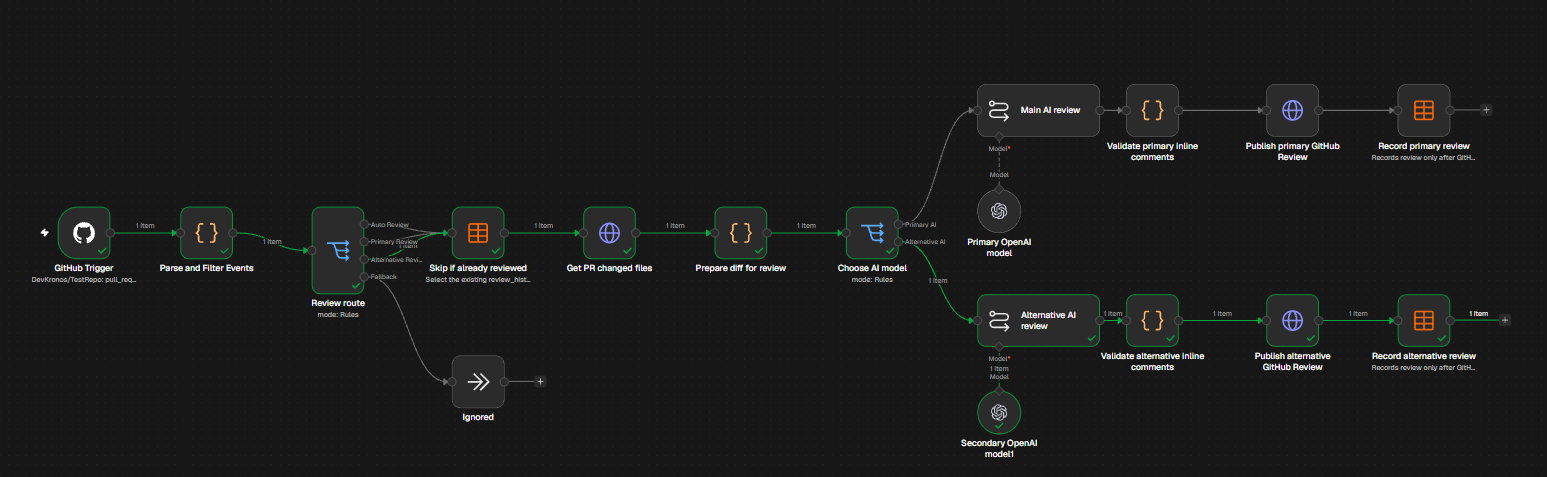 Main AI review
Model*
Model
Primary OpenAI
model
Validate primary inline
comments
Publish primary GitHub
Review
Record primary review
Records review only after GitH...
1 item
GitHub Trigger
DevKronos/TestRepo: pull_req...
Parse and Filter Events
1 item
Auto Review
Primary Review
Alternative Revi...
Fallback
Review route
mode: Rules
Skip if already reviewed
Select the existing review_hist...
1 item
Get PR changed files
1 item
Prepare diff for review
1 item
Primary AI
Alternative AI
Choose AI model
mode: Rules
1 item
Ignored
Alternative AI
review
1 item
Model*
1 item
Model
Secondary OpenAI
model1
Validate alternative inline
comments
1 item
Publish alternative
GitHub Review
1 item
Record alternative review
Records review only after GitH...
1 item